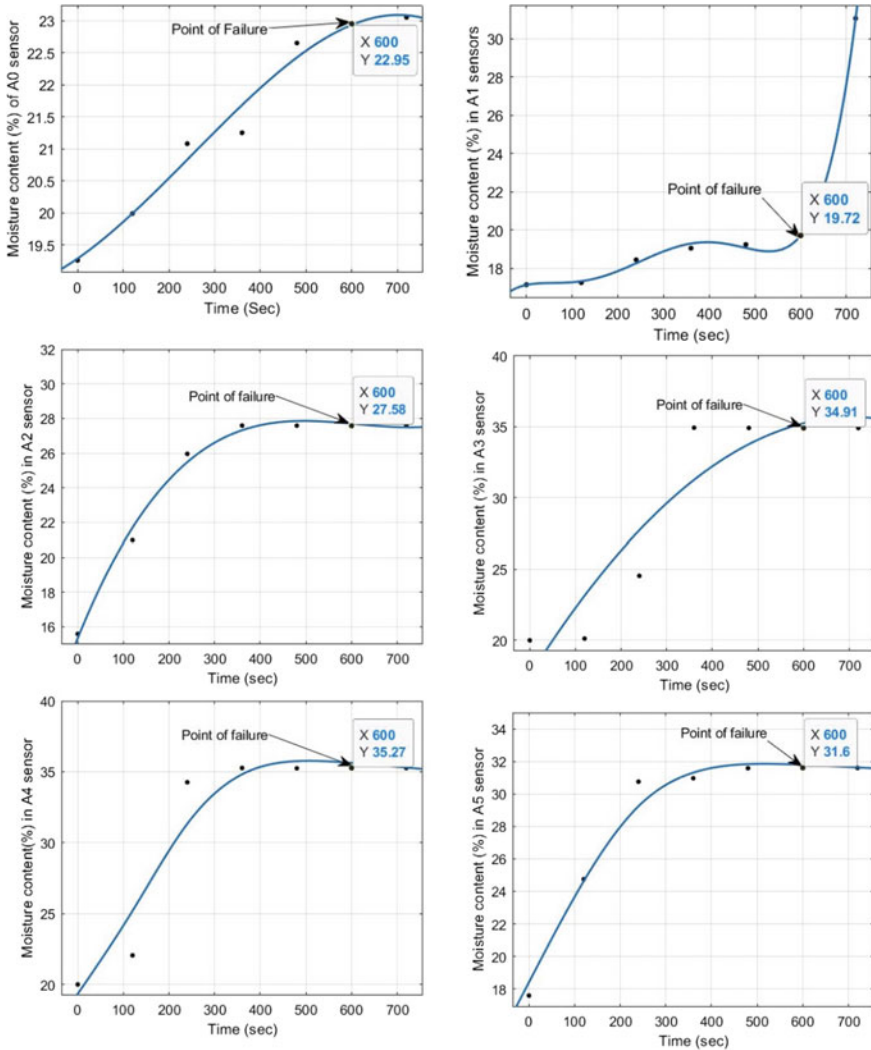 Moisture content (%) of A0 sensor
23
22.5
22
21.5
21
20.5
20
19.5
Point of Failure
X 600
Y 22.95
0 100 200 300 400 500 600 700
Time (Sec)
Moisture content (%) in A1 sensors
30
28
26
24
22
20
18
Point of failure
X 600
Y 19.72
0 100 200 300 400 500 600 700
Time (sec)
Moisture content (%) in A2 sensor
32
30
28
26
24
22
20
18
16
Point of failure
X 600
Y 27.58
0 100 200 300 400 500 600 700
Time (sec)
Moisture content (%) in A3 sensor
40
35
30
25
20
Point of failure
X 600
Y 34.91
0 100 200 300 400 500 600 700
Time (sec)
Moisture content(%) in A4 sensor
40
35
30
25
20
Point of failure
X 600
Y 35.27
0 100 200 300 400 500 600 700
Time (sec)
Moisture content (%) in A5 sensor
34
32
30
28
26
24
22
20
18
Point of failure
X 600
Y 31.6
0 100 200 300 400 500 600 700
Time (sec)